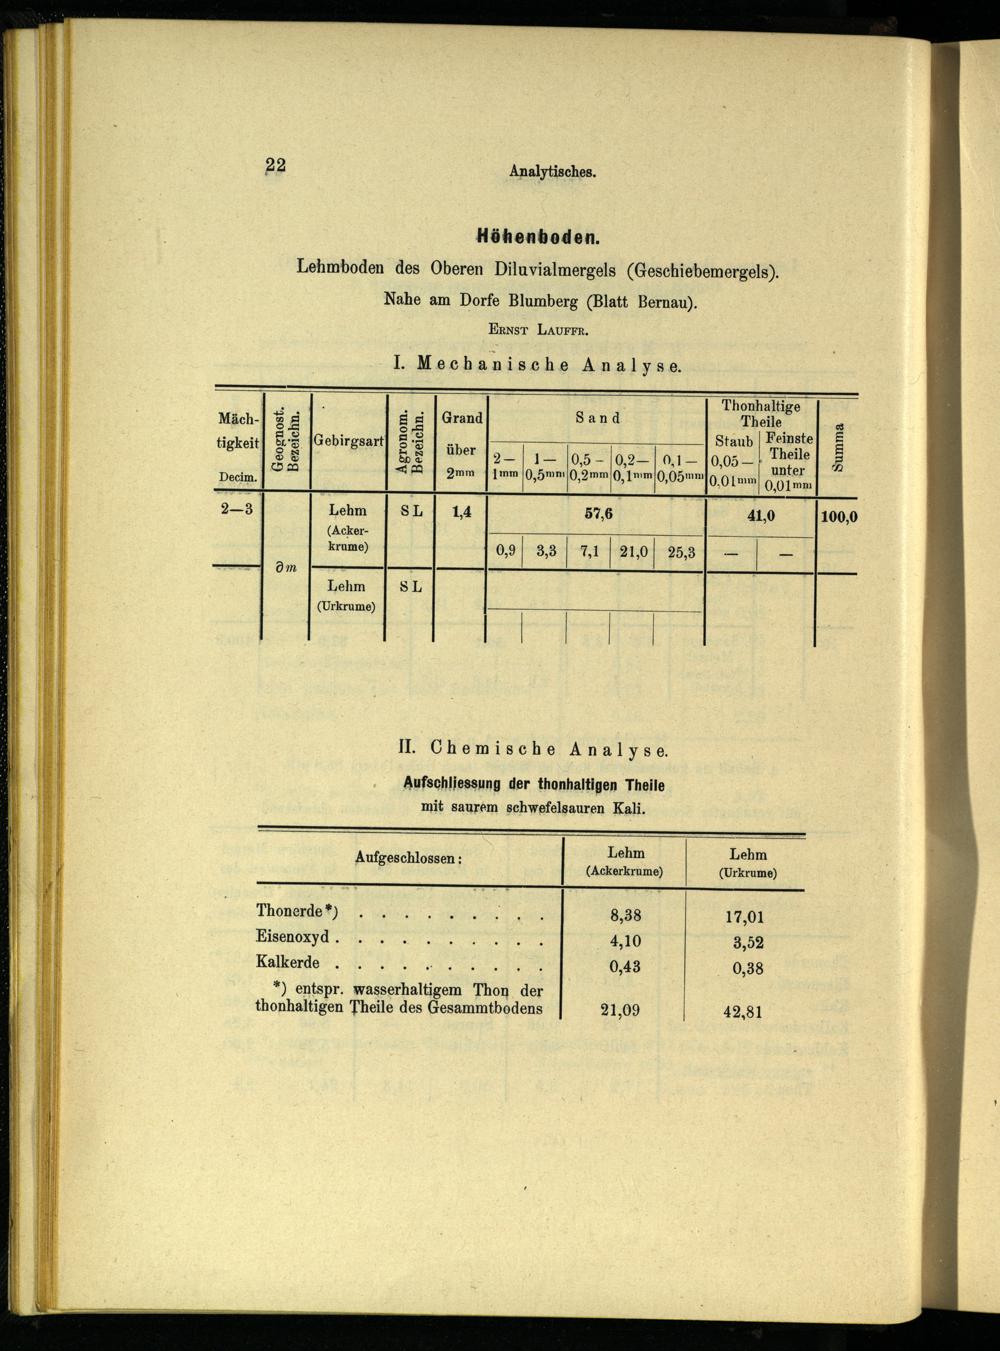 22
Analytisches.
Höhenboden.
Lehmboden des Oberen Diluvialmergels (Geschiebemergels).
Nahe am Dorfe Blumberg (Blatt Bernau).
ERNST LAUFFR.
I. Mechanische Analyse.
Mäch-
tigkeit
Decim.
Geognost.
Bezeichn.
Gebirgsart
Agronom.
Bezeichn.
Grand
über
2mm
Sand
2— 1— 0,5- 0,2— 0,1—
1mm 0,5mm 0,2mm 0,1mm 0,05mm
Thonhaltige
Theile
Staub
0,05—
0,01mm
Feinste
Theile
unter
0,01mm
Summa
2—3 Lehm SL 1,4 57,6 41,0 100,0
(Acker-
krume) 0,9 3,3 7,1 21,0 25,3 — —
∂m
Lehm SL
(Urkrume)
II. Chemische Analyse.
Aufschliessung der thonhaltigen Theile
mit saurem schwefelsauren Kali.
Aufgeschlossen:
Lehm
(Ackerkrume)
Lehm
(Urkrume)
Thonerde*) . . . . . . . . . 8,38 17,01
Eisenoxyd . . . . . . . . . . 4,10 3,52
Kalkerde . . . . . . . . . . 0,43 0,38
*) entspr. wasserhaltigem Thon der
thonhaltigen Theile des Gesammtbodens 21,09 42,81